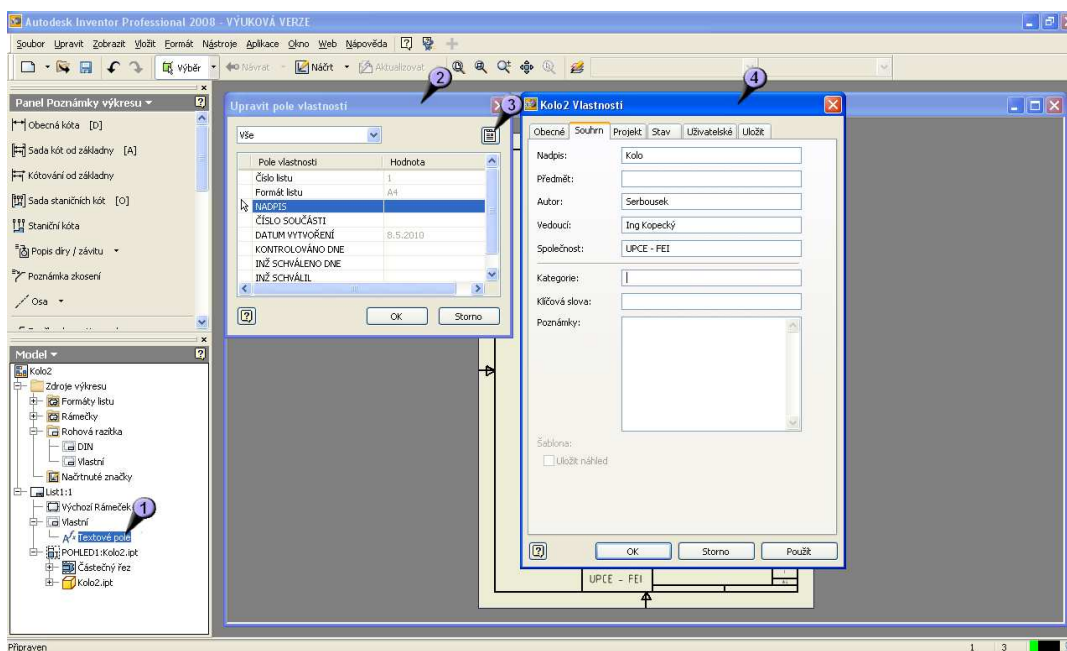 Autodesk Inventor Professional 2008 - VÝUKOVÁ VERZE
Soubor Upravit Zobrazit Vložit Formát Nástroje Aplikace Okno Web Nápověda
Výběr Návrat Náčrt Aktualizovat
Panel Poznámky výkresu
Obecná kóta [D]
Sada kót od základny [A]
Kótování od základny
Sada staničních kót [O]
Staniční kóta
Popis díry / závitu
Poznámka zkosení
Osa
Model
Kolo2
Zdroje výkresu
Formáty listu
Rámečky
Rohová razítka
DIN
Vlastní
Načrtnuté značky
List1:1
Výchozí Rámeček
1
Vlastní
Textové pole
POHLED1:Kolo2.ipt
Částečný řez
Kolo2.ipt
2
Upravit pole vlastností
3
Vše
Pole vlastnosti Hodnota
Číslo listu 1
Formát listu A4
NADPIS
ČÍSLO SOUČÁSTI
DATUM VYTVOŘENÍ 8.5.2010
KONTROLOVÁNO DNE
INŽ SCHVÁLENO DNE
INŽ SCHVÁLIL
OK Storno
4
Kolo2 Vlastnosti
Obecné Souhrn Projekt Stav Uživatelské Uložit
Nadpis: Kolo
Předmět:
Autor: Serbousek
Vedoucí: Ing Kopecký
Společnost: UPCE - FEI
Kategorie:
Klíčová slova:
Poznámky:
Šablona:
Uložit náhled
OK Storno Použít
UPCE - FEI
Připraven 1 3